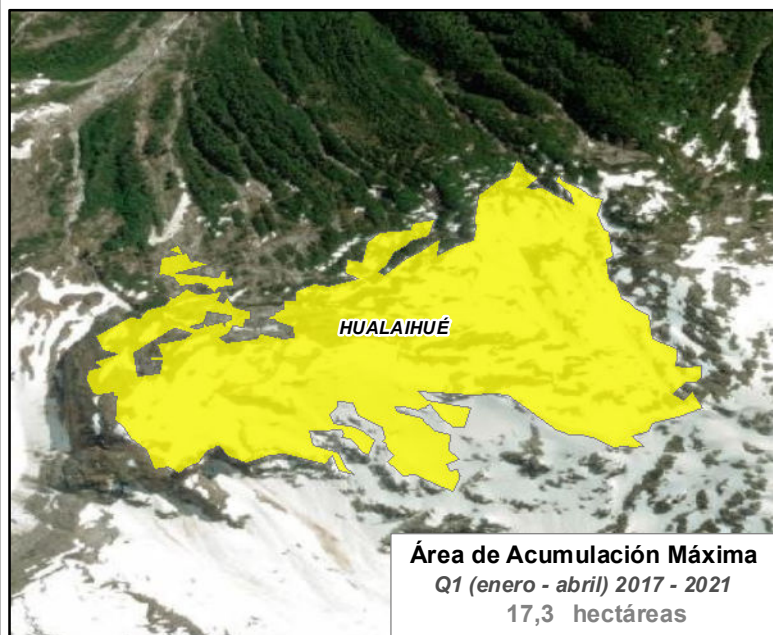 HUALAIHUÉ
Área de Acumulación Máxima
Q1 (enero - abril) 2017 - 2021
17,3 hectáreas